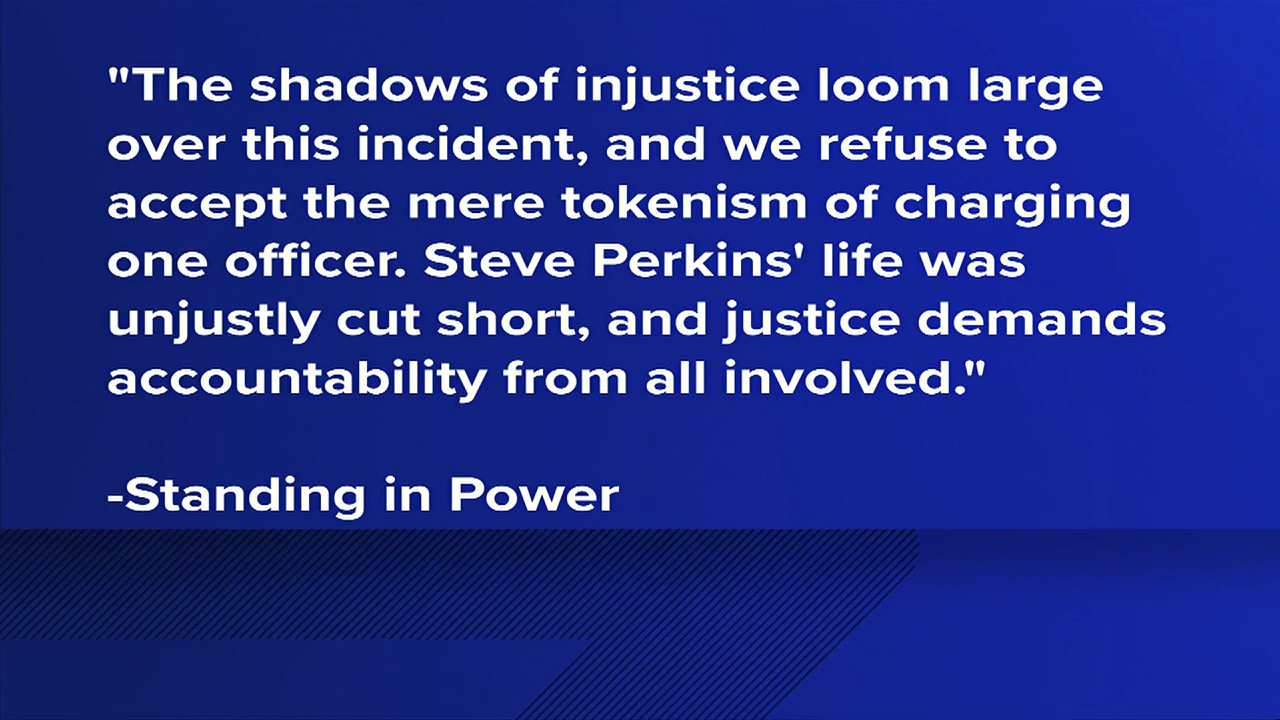 "The shadows of injustice loom large
over this incident, and we refuse to
accept the mere tokenism of charging
one officer. Steve Perkins' life was
unjustly cut short, and justice demands
accountability from all involved."
-Standing in Power